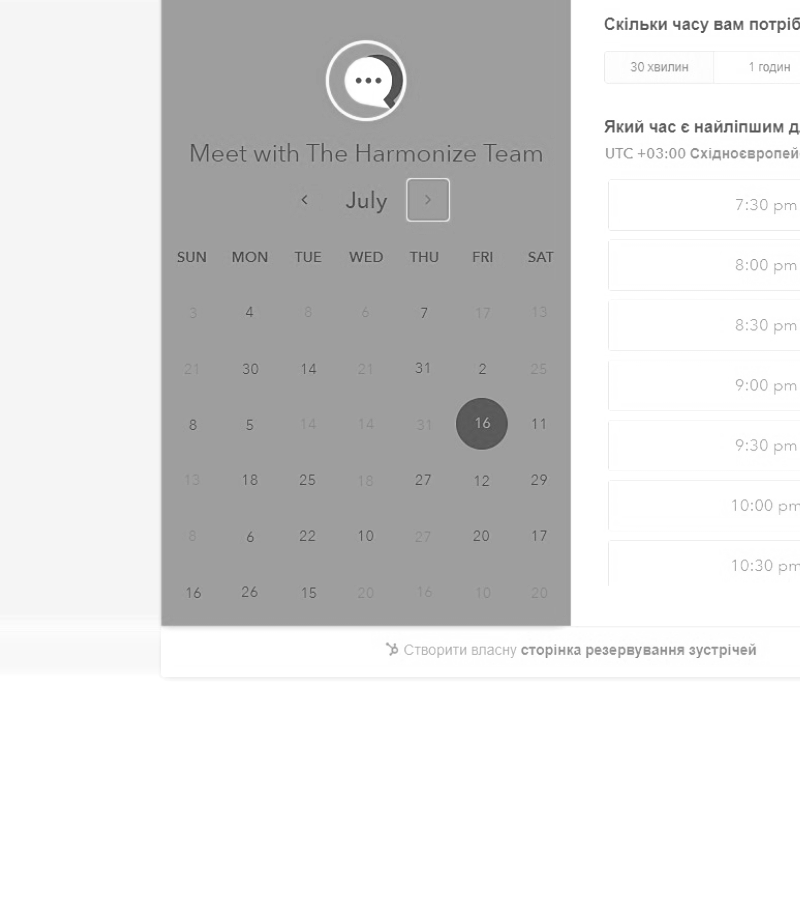 Meet with The Harmonize Team
July
SUN MON TUE WED THU FRI SAT
3 4 8 6 7 17 13
21 30 14 21 31 2 25
8 5 14 14 31 16 11
13 18 25 18 27 12 29
8 6 22 10 27 20 17
16 26 15 20 16 10 20
Скільки часу вам
30 хвилин 1 годин
Який час є найліпшим
UTC +03:00
7:30 pm
8:00 pm
8:30 pm
9:00 pm
9:30 pm
10:00 pm
10:30 pm
Створити власну сторінка резервування зустрічей